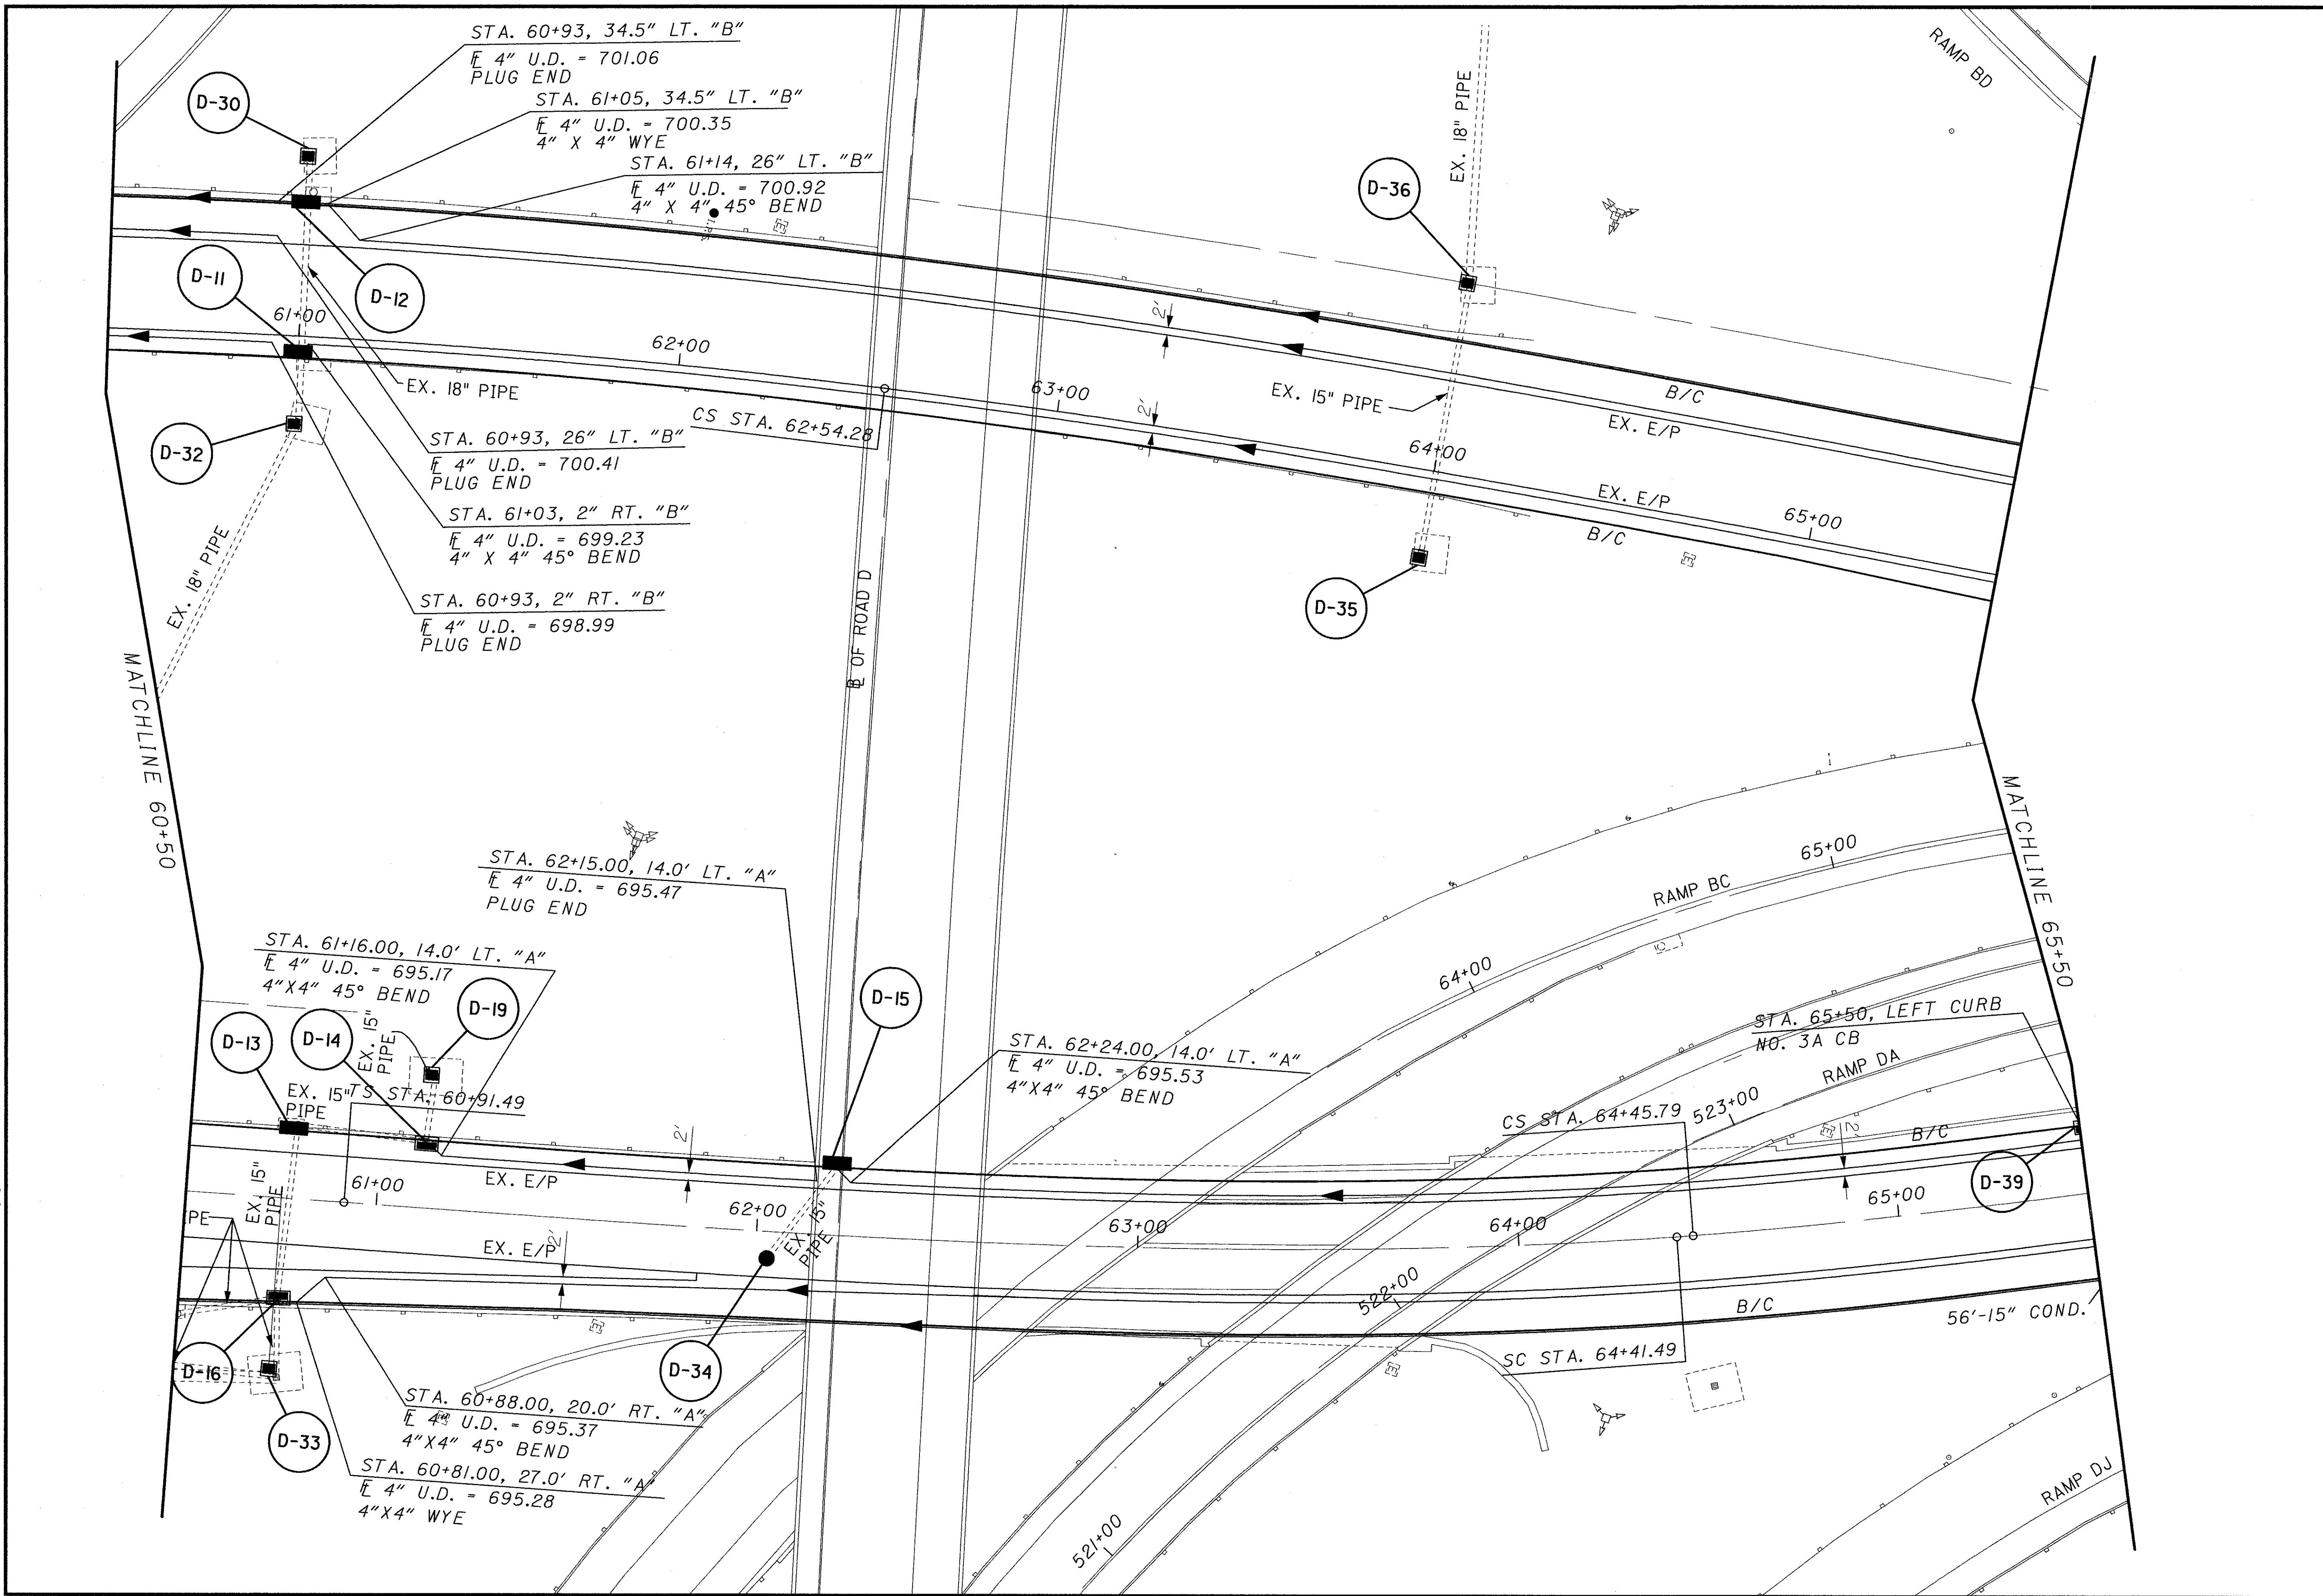 STA. 60+93, 34.5" LT. "B"
℄ 4" U.D. = 701.06
PLUG END
STA. 61+05, 34.5" LT. "B"
℄ 4" U.D. = 700.35
4" X 4" WYE
STA. 61+14, 26" LT. "B"
℄ 4" U.D. = 700.92
4" X 4" 45° BEND
D-30
D-36
EX. 18" PIPE
RAMP BD
D-11
D-12
61+00
62+00
EX. 18" PIPE
CS STA. 62+54.28
63+00
2'
2'
EX. 15" PIPE
B/C
EX. E/P
64+00
EX. E/P
65+00
B/C
D-32
STA. 60+93, 26" LT. "B"
℄ 4" U.D. = 700.41
PLUG END
STA. 61+03, 2" RT. "B"
℄ 4" U.D. = 699.23
4" X 4" 45° BEND
STA. 60+93, 2" RT. "B"
℄ 4" U.D. = 698.99
PLUG END
EX. 18" PIPE
B OF ROAD D
D-35
MATCHLINE 60+50
MATCHLINE 65+50
STA. 62+15.00, 14.0' LT. "A"
℄ 4" U.D. = 695.47
PLUG END
65+00
RAMP BC
64+00
STA. 61+16.00, 14.0' LT. "A"
℄ 4" U.D. = 695.17
4"X4" 45° BEND
D-19
D-15
D-13
D-14
EX. 15"
PIPE
EX. 15"
PIPE
TS STA. 60+91.49
STA. 62+24.00, 14.0' LT. "A"
℄ 4" U.D. = 695.53
4"X4" 45° BEND
STA. 65+50, LEFT CURB
NO. 3A CB
RAMP DA
523+00
CS STA. 64+45.79
B/C
2'
D-39
2'
EX. E/P
61+00
62+00
63+00
64+00
65+00
EX. 15"
PIPE
EX. 15"
PIPE
PE
EX. E/P
2'
522+00
B/C
56'-15" COND.
SC STA. 64+41.49
D-16
D-34
D-33
STA. 60+88.00, 20.0' RT. "A"
℄ 4" U.D. = 695.37
4"X4" 45° BEND
STA. 60+81.00, 27.0' RT. "A"
℄ 4" U.D. = 695.28
4"X4" WYE
521+00
RAMP DJ